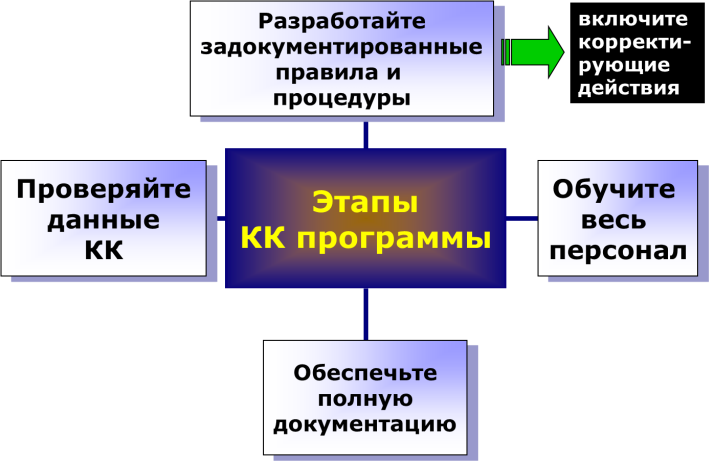 Разработайте
задокументированные
правила и
процедуры
включите
корректи-
рующие
действия
Проверяйте
данные
КК
Этапы
КК программы
Обучите
весь
персонал
Обеспечьте
полную
документацию